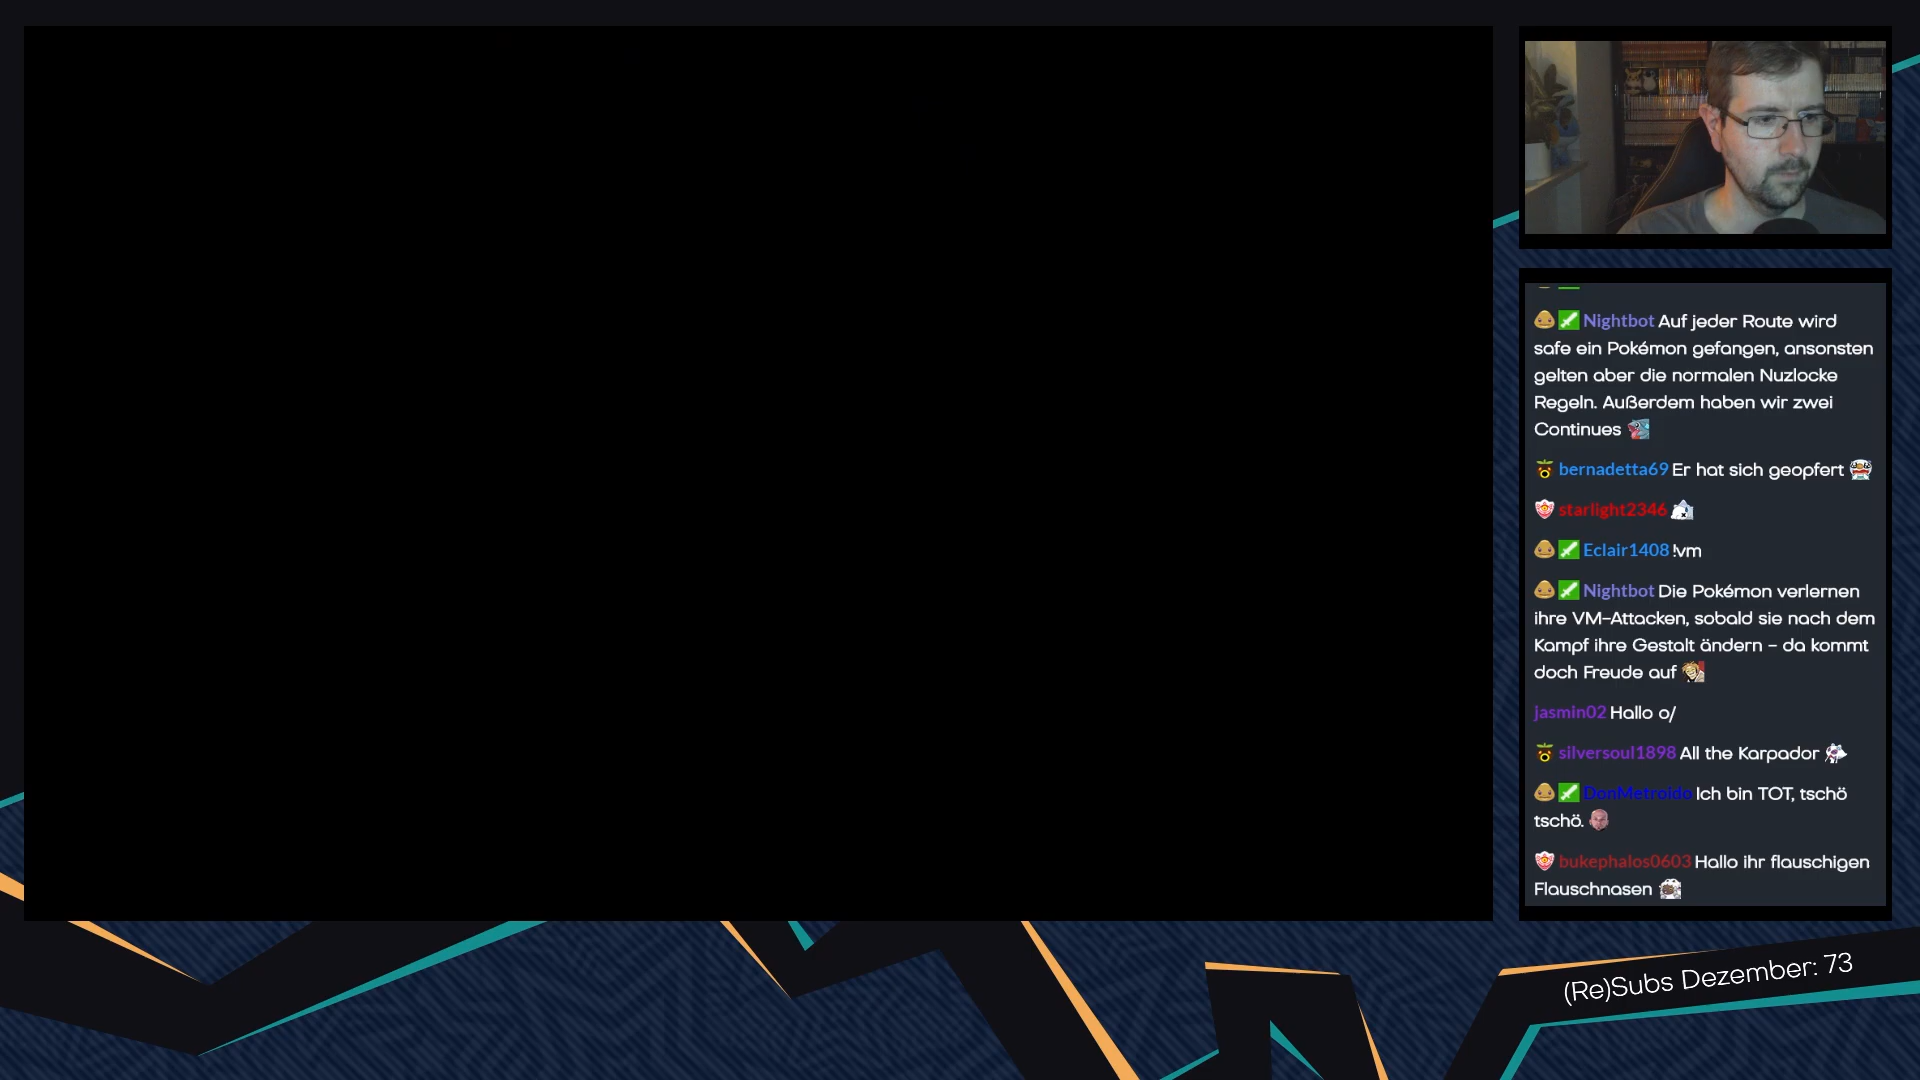 Nightbot Auf jeder Route wird
safe ein Pokémon gefangen, ansonsten
gelten aber die normalen Nuzlocke
Regeln. Außerdem haben wir zwei
Continues
bernadetta69 Er hat sich geopfert
starlight2346
Eclair1408 !vm
Nightbot Die Pokémon verlernen
ihre VM-Attacken, sobald sie nach dem
Kampf ihre Gestalt ändern - da kommt
doch Freude auf
jasmin02 Hallo o/
silversoul1898 All the Karpador
DonMetroido Ich bin TOT, tschö
tschö.
bukephalos0603 Hallo ihr flauschigen
Flauschnasen
(Re)Subs Dezember: 73